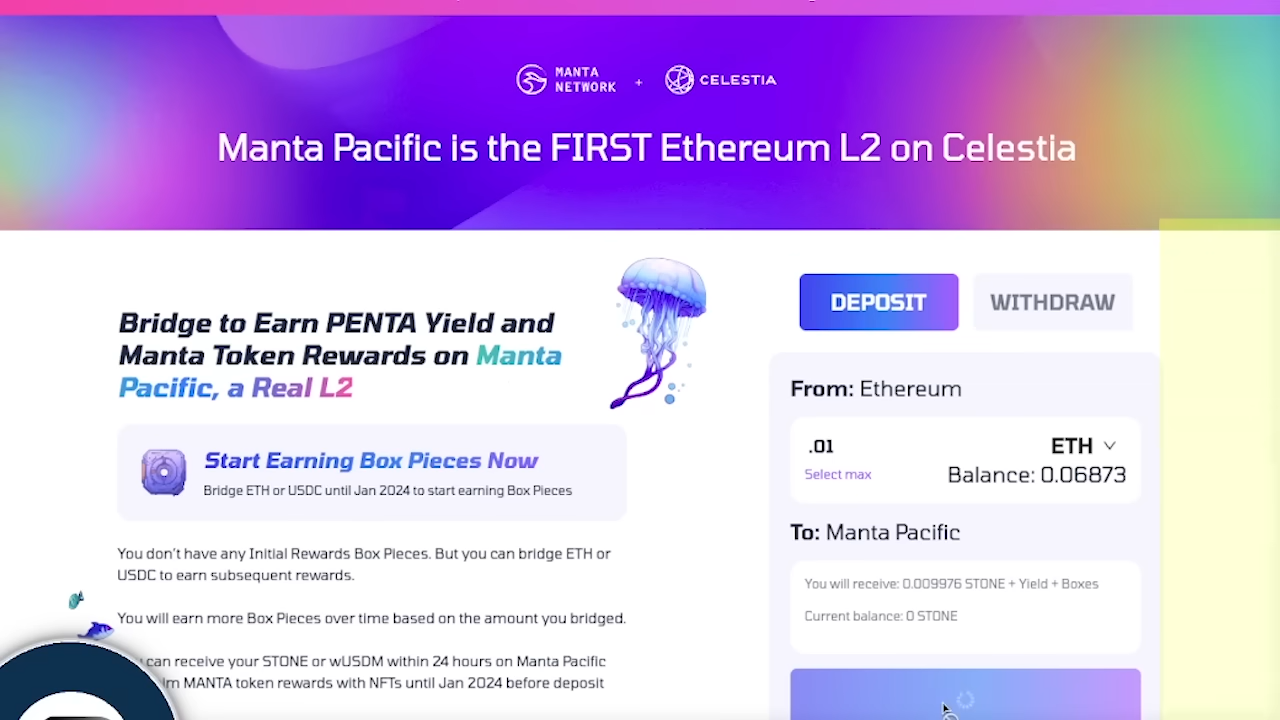 MANTA
NETWORK
+
CELESTIA
Manta Pacific is the FIRST Ethereum L2 on Celestia
Bridge to Earn PENTA Yield and
Manta Token Rewards on Manta
Pacific, a Real L2
Start Earning Box Pieces Now
Bridge ETH or USDC until Jan 2024 to start earning Box Pieces
You don't have any Initial Rewards Box Pieces. But you can bridge ETH or
USDC to earn subsequent rewards.
You will earn more Box Pieces over time based on the amount you bridged.
can receive your STONE or wUSDM within 24 hours on Manta Pacific
MANTA token rewards with NFTs until Jan 2024 before deposit
DEPOSIT
WITHDRAW
From: Ethereum
.01
ETH
Select max
Balance: 0.06873
To: Manta Pacific
You will receive: 0.009976 STONE + Yield + Boxes
Current balance: 0 STONE